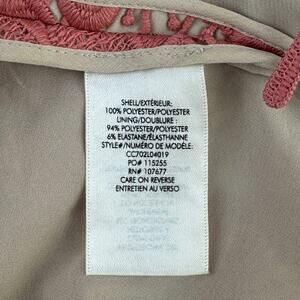 SHELL/EXTÉRIEUR:
100% POLYESTER/POLYESTER
LINING/DOUBLURE :
94% POLYESTER/POLYESTER
6% ELASTANE/ÉLASTHANNE
STYLE#/NUMÉRO DE MODÈLE:
CC702L04019
PO# 115255
RN# 107677
CARE ON REVERSE
ENTRETIEN AU VERSO